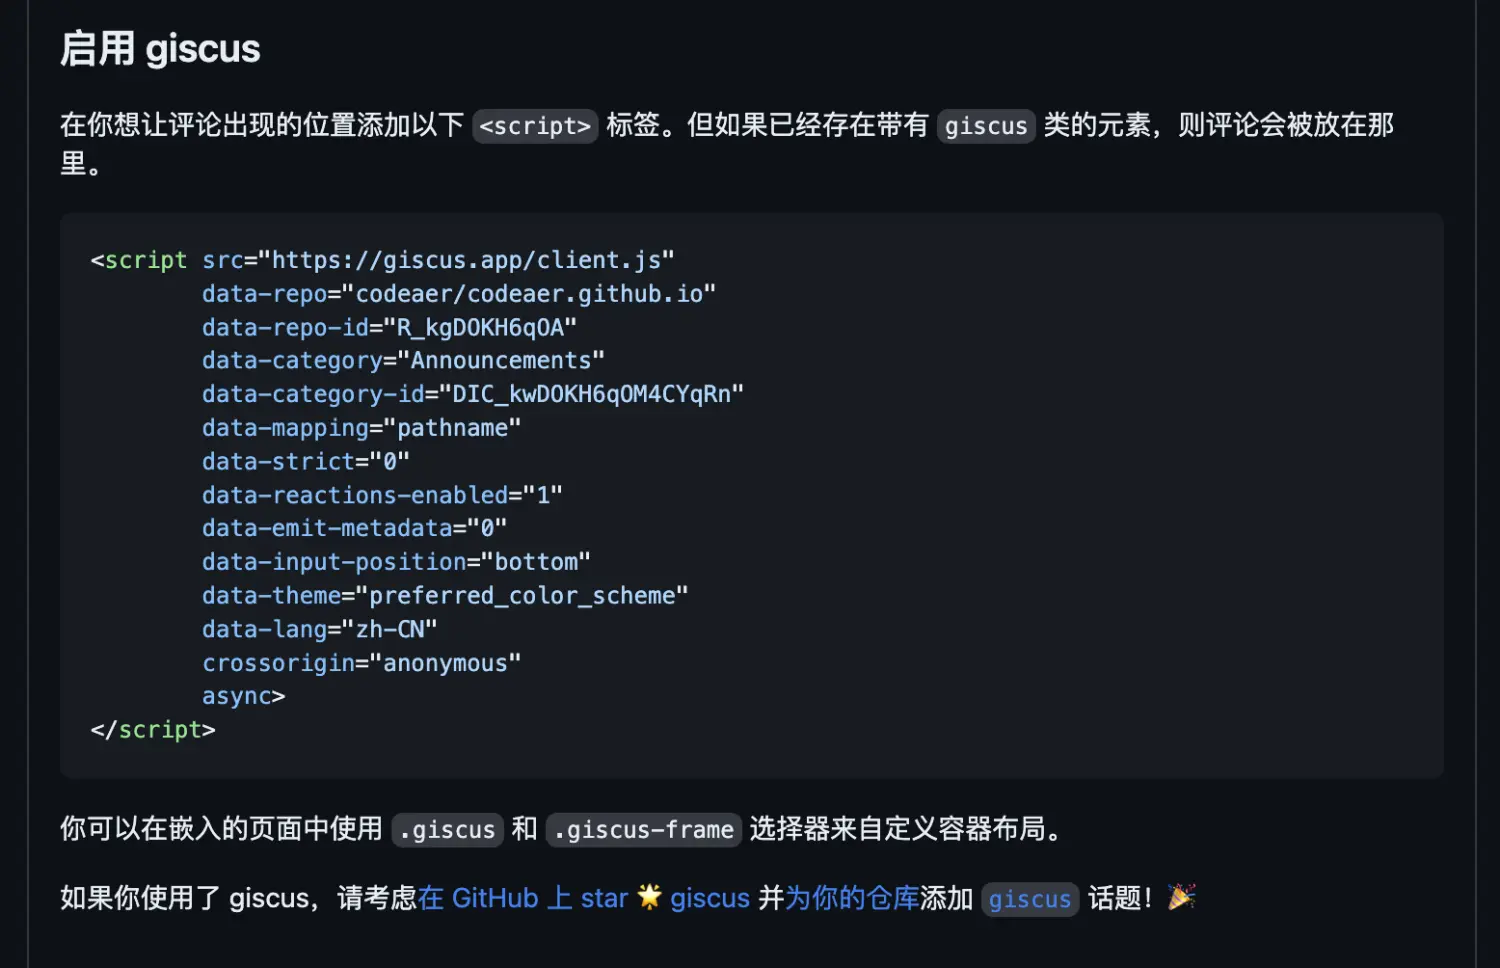 启用 giscus
在你想让评论出现的位置添加以下 <script> 标签。但如果已经存在带有 giscus 类的元素，则评论会被放在那
里。
<script src="https://giscus.app/client.js"
        data-repo="codeaer/codeaer.github.io"
        data-repo-id="R_kgDOKH6qOA"
        data-category="Announcements"
        data-category-id="DIC_kwDOKH6qOM4CYqRn"
        data-mapping="pathname"
        data-strict="0"
        data-reactions-enabled="1"
        data-emit-metadata="0"
        data-input-position="bottom"
        data-theme="preferred_color_scheme"
        data-lang="zh-CN"
        crossorigin="anonymous"
        async>
</script>
你可以在嵌入的页面中使用 .giscus 和 .giscus-frame 选择器来自定义容器布局。
如果你使用了 giscus，请考虑在 GitHub 上 star 🌟 giscus 并为你的仓库添加 giscus 话题！🎉